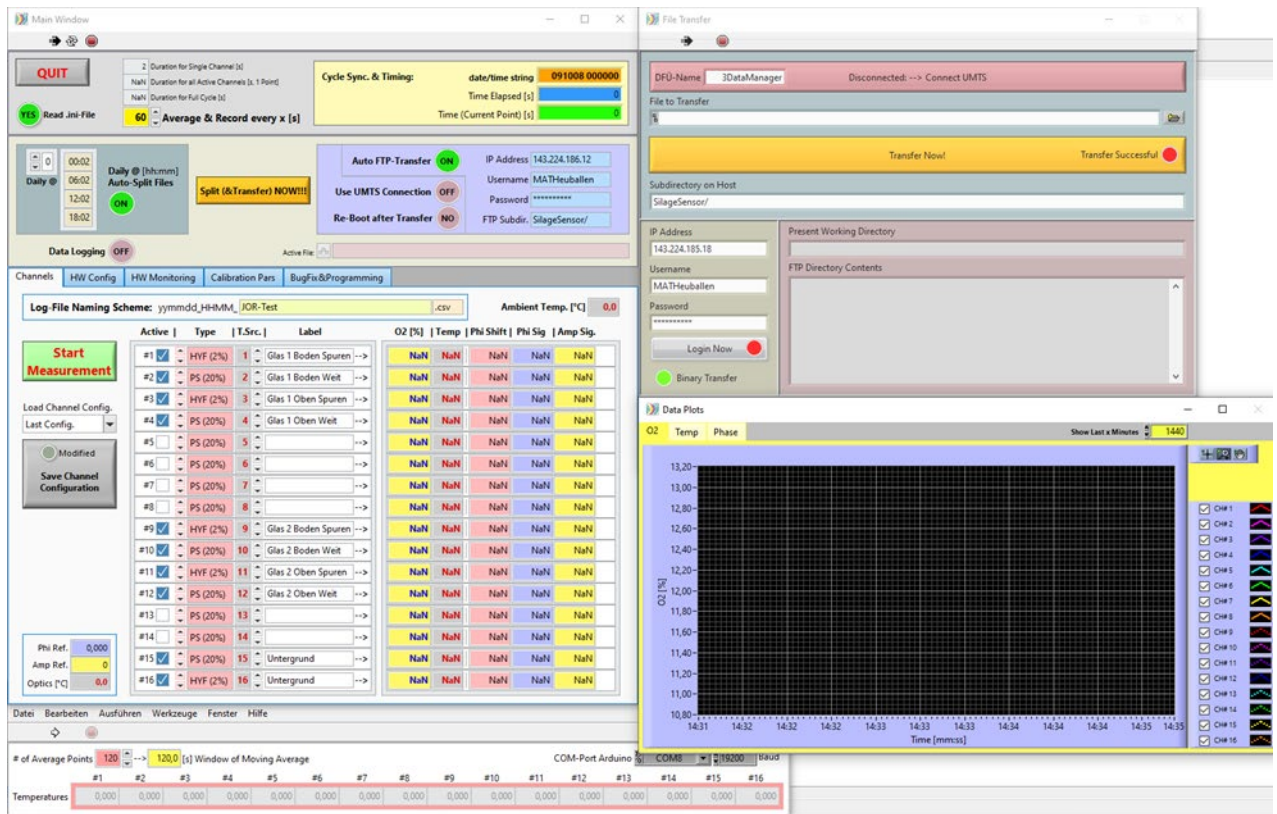 Main Window
QUIT
2 Duration for Single Channel [s]
NaN Duration for all Active Channels [s, 1 Point]
NaN Duration for Full Cycle [s]
YES Read .ini-File
60 Average & Record every x [s]
Cycle Sync. & Timing:
date/time string 091008 000000
Time Elapsed [s] 0
Time (Current Point) [s] 0
0
Daily @
00:02
06:02
12:02
18:02
Daily @ [hh:mm]
Auto-Split Files
ON
Split (&Transfer) NOW!!!
Auto FTP-Transfer ON
Use UMTS Connection OFF
Re-Boot after Transfer NO
IP Address 143.224.186.12
Username MATHeuballen
Password **********
FTP Subdir. SilageSensor/
Data Logging OFF
Active File:
Channels HW Config HW Monitoring Calibration Pars BugFix&Programming
Log-File Naming Scheme: yymmdd_HHMM_ JOR-Test .csv Ambient Temp. [°C] 0,0
Active | Type | T.Src. | Label O2 [%] | Temp | Phi Shift | Phi Sig | Amp Sig.
Start Measurement
Load Channel Config.
Last Config.
Modified
Save Channel Configuration
#1 HYF (2%) 1 Glas 1 Boden Spuren --> NaN NaN NaN NaN NaN
#2 PS (20%) 2 Glas 1 Boden Weit --> NaN NaN NaN NaN NaN
#3 HYF (2%) 3 Glas 1 Oben Spuren --> NaN NaN NaN NaN NaN
#4 PS (20%) 4 Glas 1 Oben Weit --> NaN NaN NaN NaN NaN
#5 PS (20%) 5 --> NaN NaN NaN NaN NaN
#6 PS (20%) 6 --> NaN NaN NaN NaN NaN
#7 PS (20%) 7 --> NaN NaN NaN NaN NaN
#8 PS (20%) 8 --> NaN NaN NaN NaN NaN
#9 HYF (2%) 9 Glas 2 Boden Spuren --> NaN NaN NaN NaN NaN
#10 PS (20%) 10 Glas 2 Boden Weit --> NaN NaN NaN NaN NaN
#11 HYF (2%) 11 Glas 2 Oben Spuren --> NaN NaN NaN NaN NaN
#12 PS (20%) 12 Glas 2 Oben Weit --> NaN NaN NaN NaN NaN
#13 PS (20%) 13 --> NaN NaN NaN NaN NaN
#14 PS (20%) 14 --> NaN NaN NaN NaN NaN
#15 PS (20%) 15 Untergrund --> NaN NaN NaN NaN NaN
#16 HYF (2%) 16 Untergrund --> NaN NaN NaN NaN NaN
Phi Ref. 0,000
Amp Ref. 0
Optics [°C] 0,0
Datei Bearbeiten Ausführen Werkzeuge Fenster Hilfe
# of Average Points 120 --> 120,0 [s] Window of Moving Average COM-Port Arduino COM8 19200 Baud
#1 #2 #3 #4 #5 #6 #7 #8 #9 #10 #11 #12 #13 #14 #15 #16
Temperatures 0,000 0,000 0,000 0,000 0,000 0,000 0,000 0,000 0,000 0,000 0,000 0,000 0,000 0,000 0,000 0,000
File Transfer
DFÜ-Name 3DataManager Disconnected: --> Connect UMTS
File to Transfer
Transfer Now! Transfer Successful
Subdirectory on Host
SilageSensor/
IP Address
143.224.185.18
Username
MATHeuballen
Password
**********
Login Now
Binary Transfer
Present Working Directory
FTP Directory Contents
Data Plots
O2 Temp Phase Show Last x Minutes 1440
13,20
13,00
12,80
12,60
12,40
12,20
12,00
11,80
11,60
11,40
11,20
11,00
10,80
O2 [%]
14:31 14:32 14:32 14:32 14:33 14:33 14:33 14:34 14:34 14:34 14:35 14:35
Time [mm:ss]
CH# 1
CH# 2
CH# 3
CH# 4
CH# 5
CH# 6
CH# 7
CH# 8
CH# 9
CH# 10
CH# 11
CH# 12
CH# 13
CH# 14
CH# 15
CH# 16